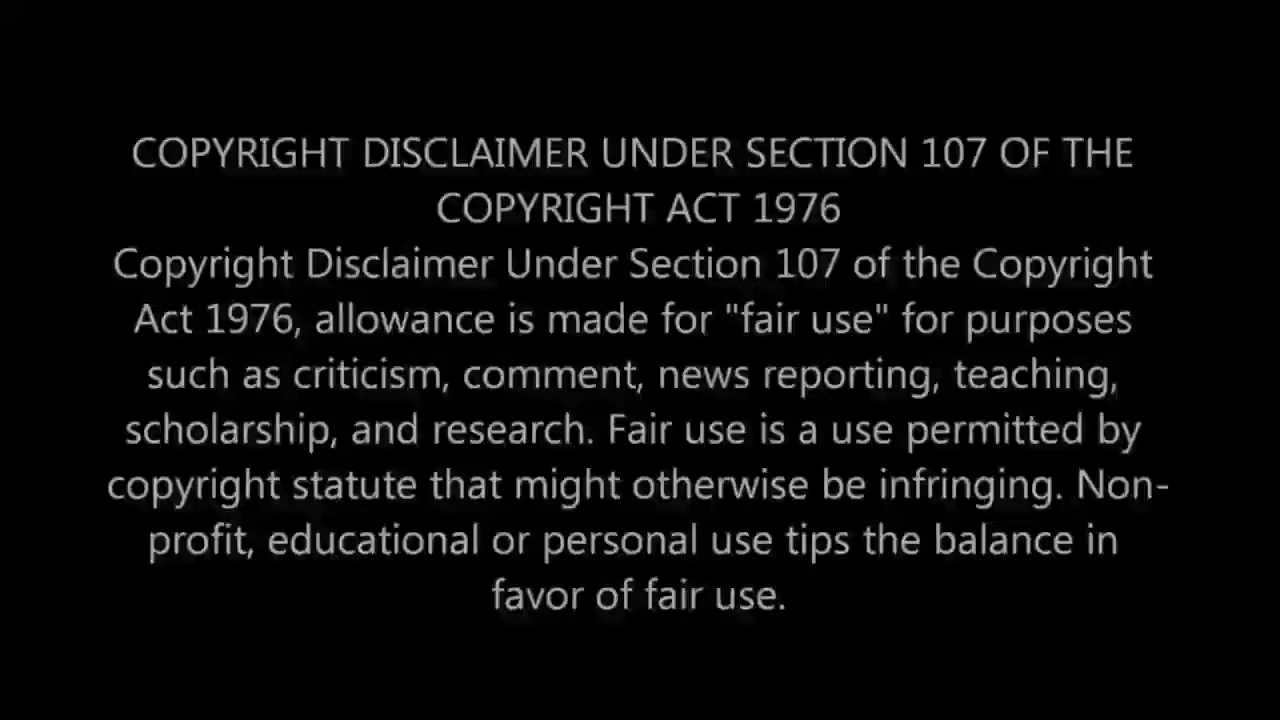 COPYRIGHT DISCLAIMER UNDER SECTION 107 OF THE
COPYRIGHT ACT 1976
Copyright Disclaimer Under Section 107 of the Copyright
Act 1976, allowance is made for "fair use" for purposes
such as criticism, comment, news reporting, teaching,
scholarship, and research. Fair use is a use permitted by
copyright statute that might otherwise be infringing. Non-
profit, educational or personal use tips the balance in
favor of fair use.